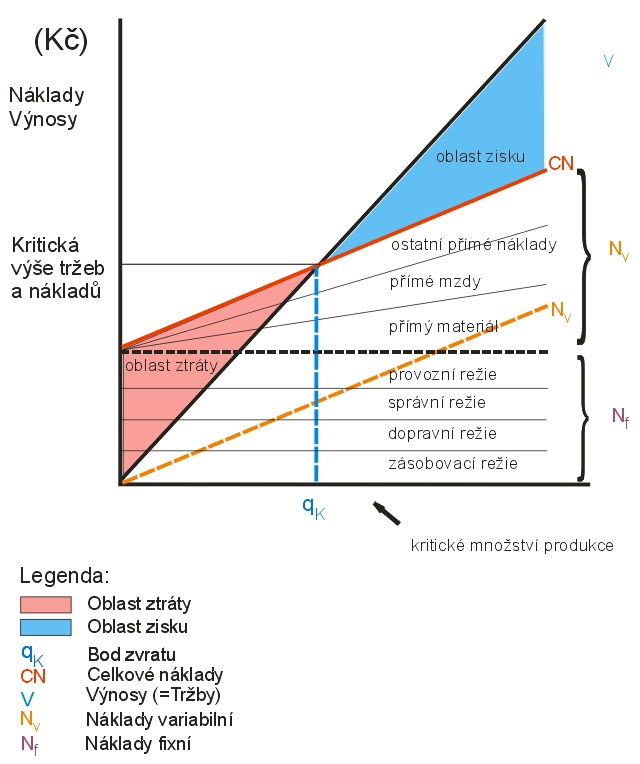 (Kč)
V
Náklady
Výnosy
oblast zisku
CN
Kritická
výše tržeb
a nákladů
ostatní přímé náklady
Nv
přímé mzdy
Nv
přímý materiál
oblast ztráty
provozní režie
správní režie
Nf
dopravní režie
zásobovací režie
qK
kritické množství produkce
Legenda:
Oblast ztráty
Oblast zisku
qK Bod zvratu
CN Celkové náklady
V Výnosy (=Tržby)
Nv Náklady variabilní
Nf Náklady fixní